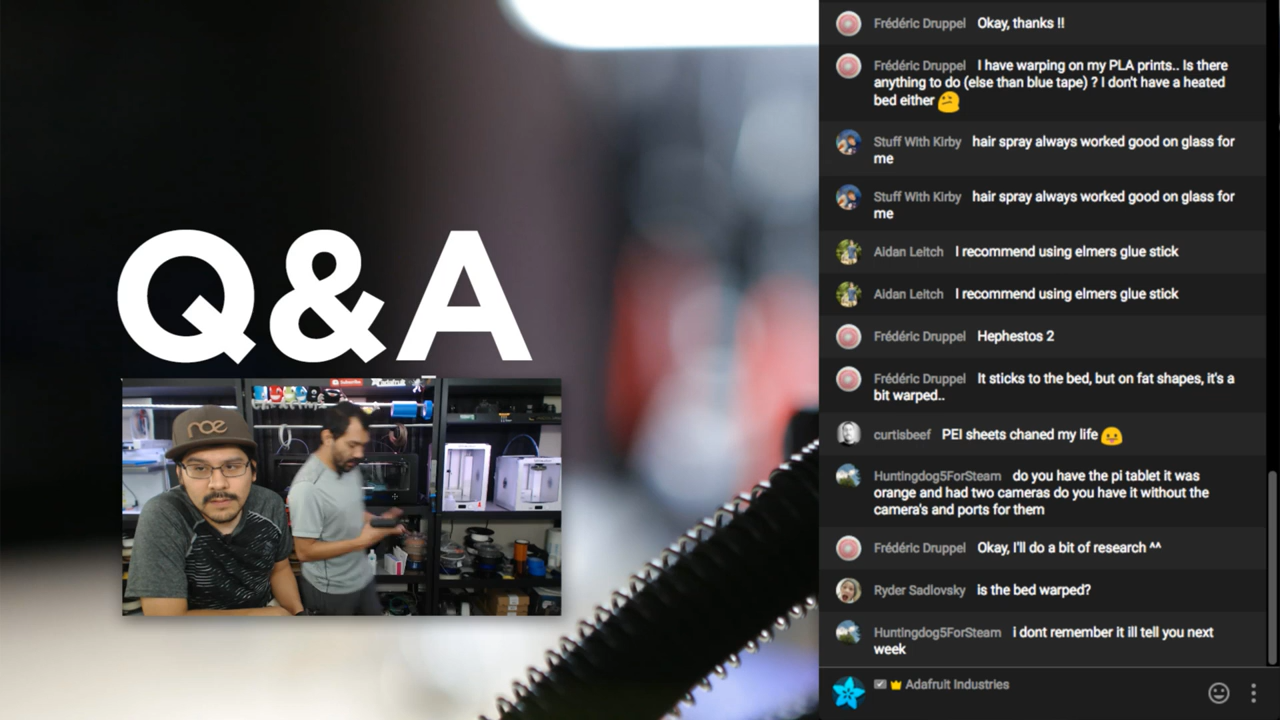 Q&A
noe
Subscribe
adafruit
Frédéric Druppel Okay, thanks !!
Frédéric Druppel I have warping on my PLA prints.. Is there
anything to do (else than blue tape) ? I don't have a heated
bed either
Stuff With Kirby hair spray always worked good on glass for
me
Stuff With Kirby hair spray always worked good on glass for
me
Aidan Leitch I recommend using elmers glue stick
Aidan Leitch I recommend using elmers glue stick
Frédéric Druppel Hephestos 2
Frédéric Druppel It sticks to the bed, but on fat shapes, it's a
bit warped..
curtisbeef PEI sheets chaned my life
Huntingdog5ForSteam do you have the pi tablet it was
orange and had two cameras do you have it without the
camera's and ports for them
Frédéric Druppel Okay, I'll do a bit of research ^^
Ryder Sadlovsky is the bed warped?
Huntingdog5ForSteam i dont remember it ill tell you next
week
Adafruit Industries